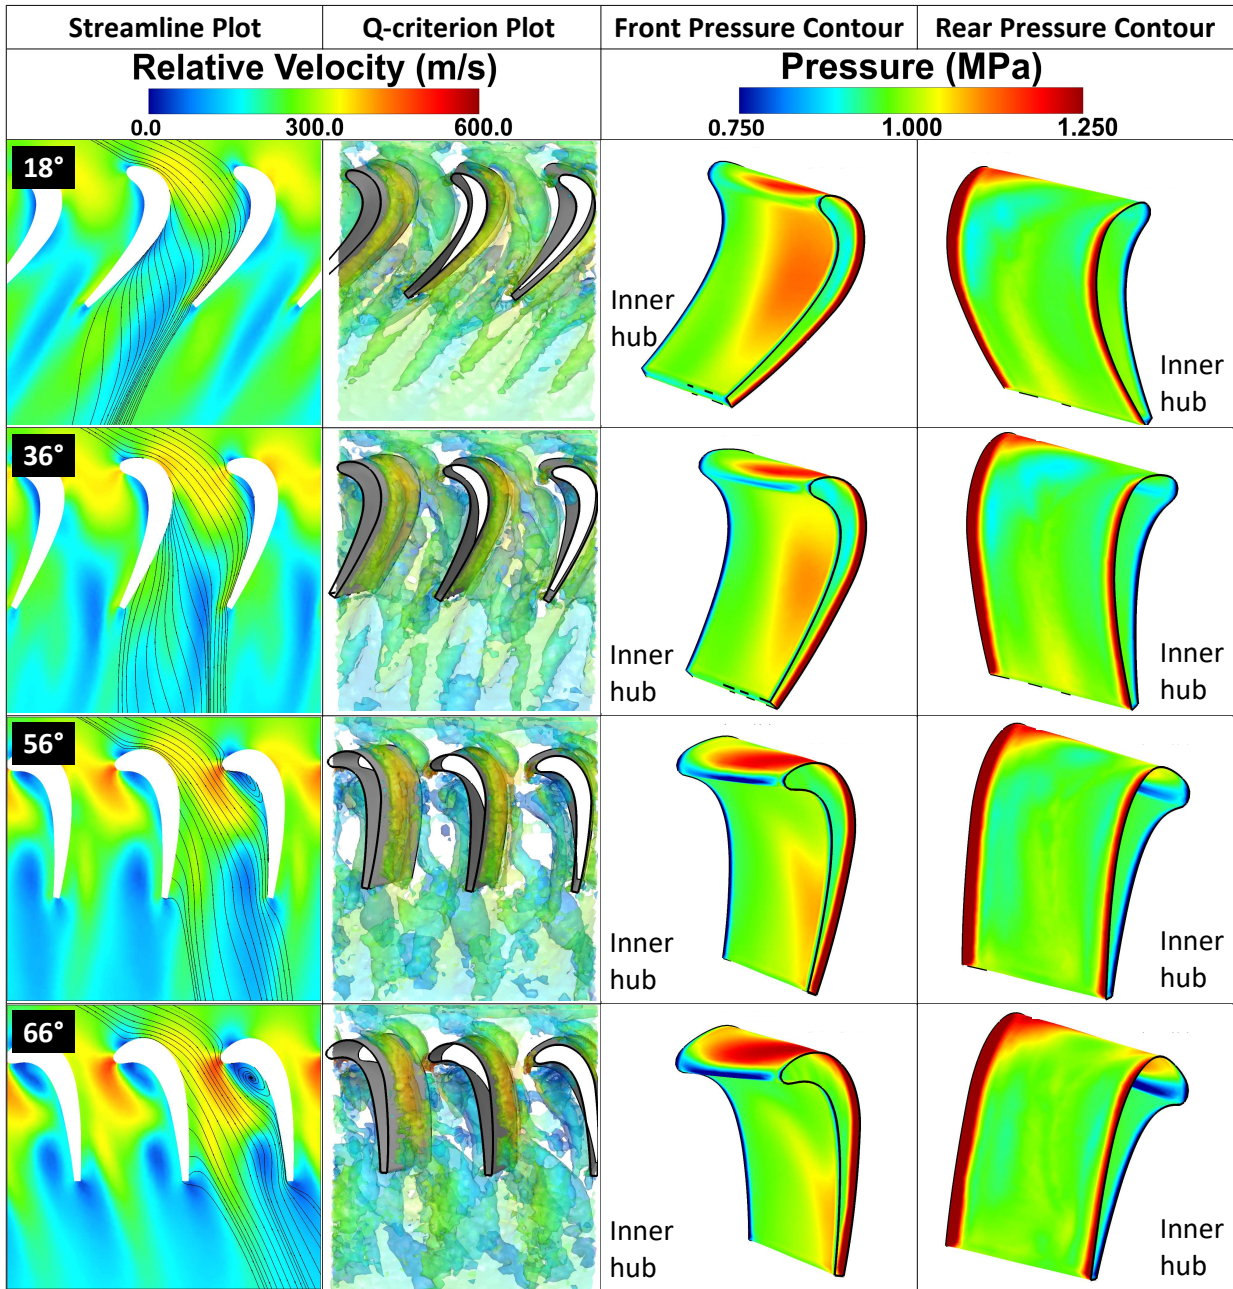 Streamline Plot Q-criterion Plot Front Pressure Contour Rear Pressure Contour
Relative Velocity (m/s) Pressure (MPa)
0.0 300.0 600.0 0.750 1.000 1.250
18°
Inner
hub
Inner
hub
36°
Inner
hub
Inner
hub
56°
Inner
hub
Inner
hub
66°
Inner
hub
Inner
hub